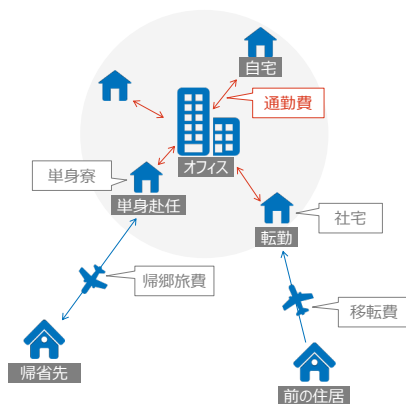 自宅
通勤費
オフィス
単身寮
単身赴任
社宅
転勤
帰郷旅費
移転費
帰省先
前の住居